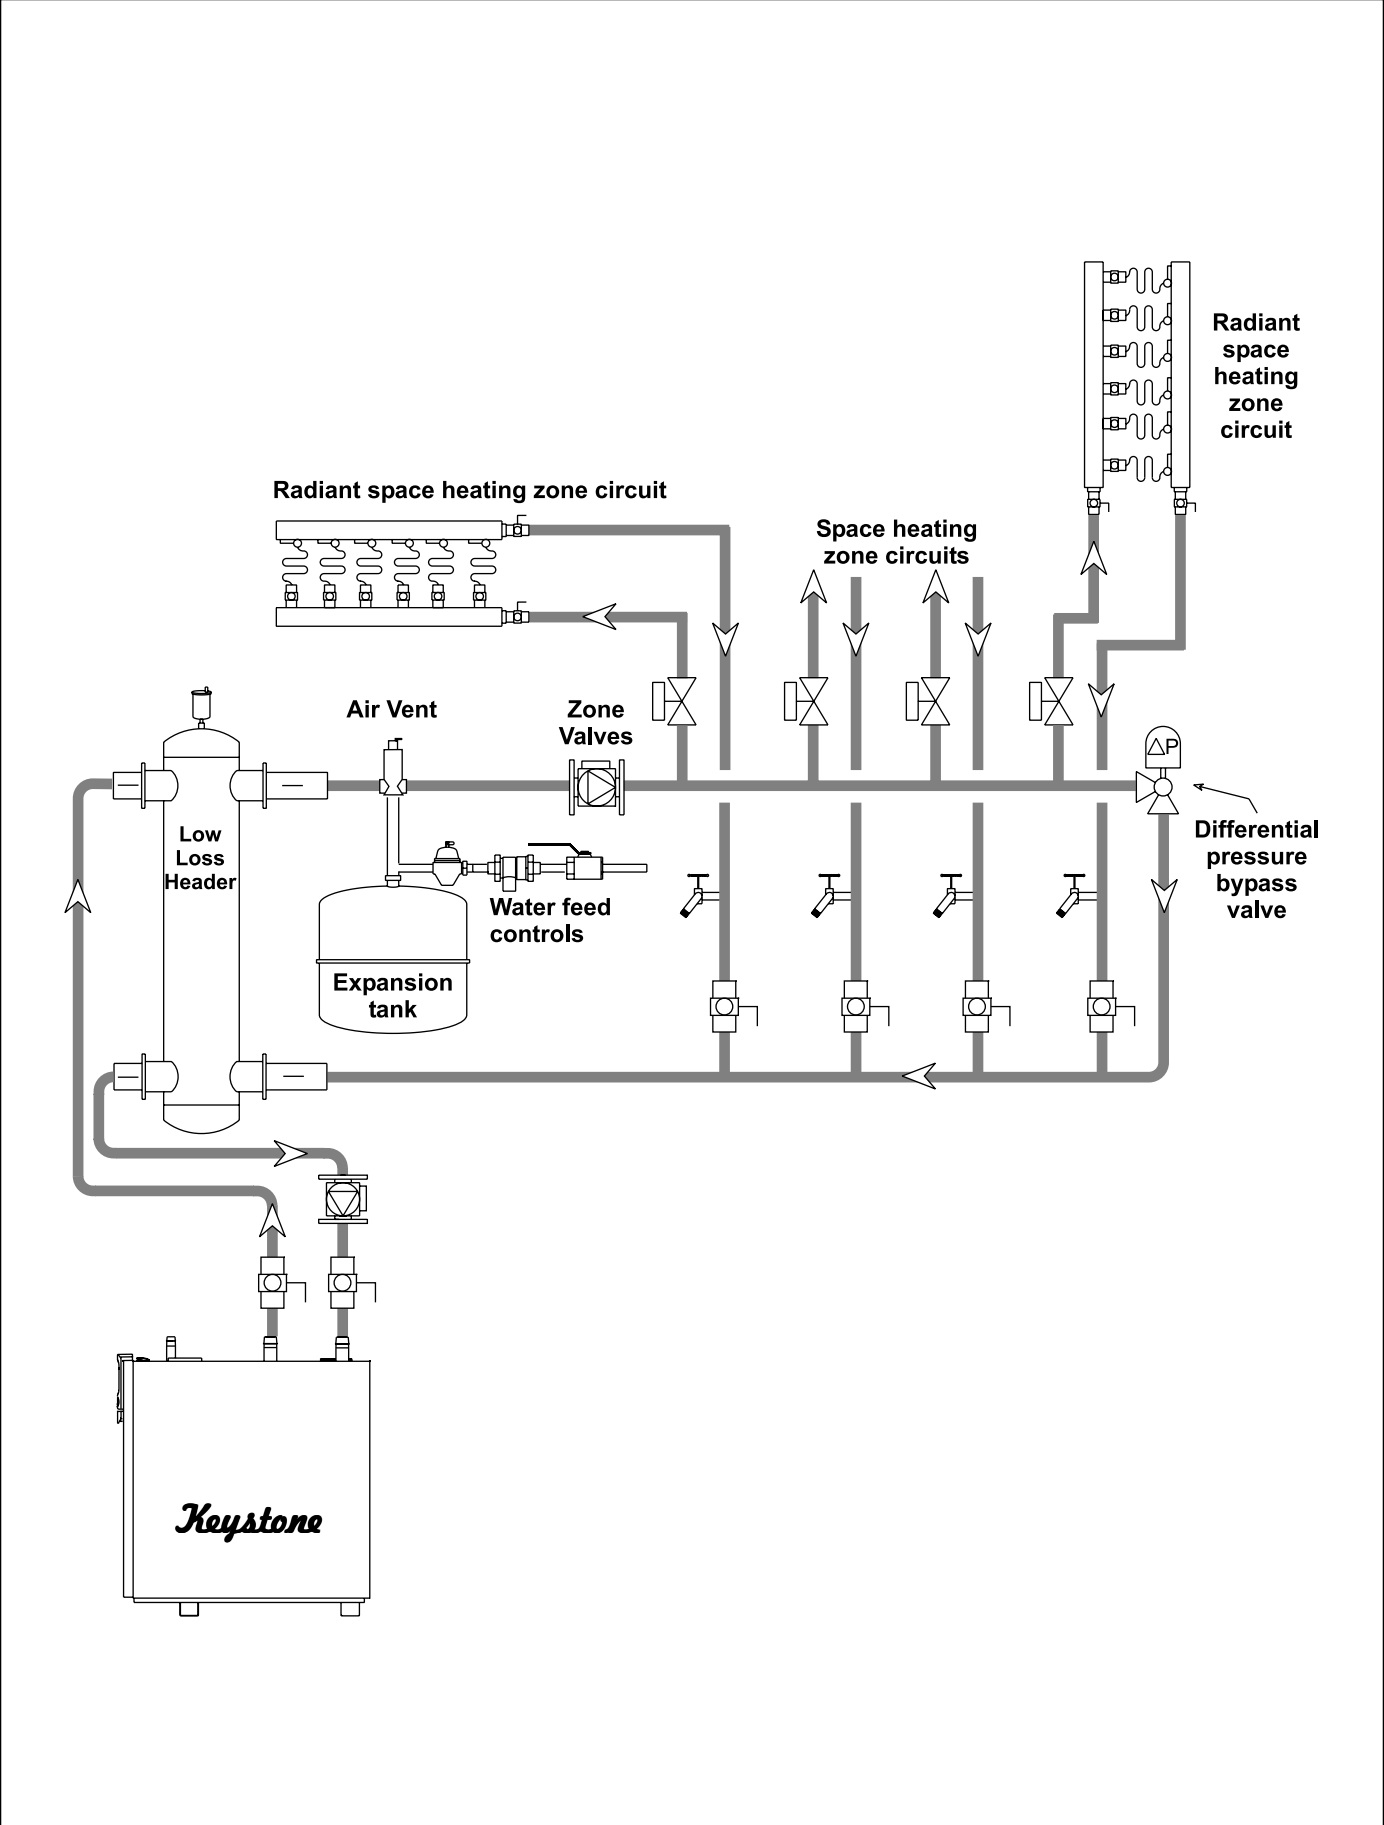 Radiant
space
heating
zone
circuit
Radiant space heating zone circuit
Space heating
zone circuits
Air Vent
Zone
Valves
△P
Low
Loss
Header
Differential
pressure
bypass
valve
Water feed
controls
Expansion
tank
Keystone